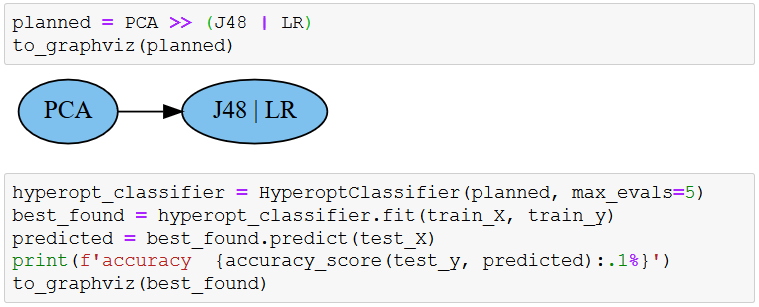 planned = PCA >> (J48 | LR)
to_graphviz(planned)
PCA
J48 | LR
hyperopt_classifier = HyperoptClassifier(planned, max_evals=5)
best_found = hyperopt_classifier.fit(train_X, train_y)
predicted = best_found.predict(test_X)
print(f'accuracy  {accuracy_score(test_y, predicted):.1%}')
to_graphviz(best_found)